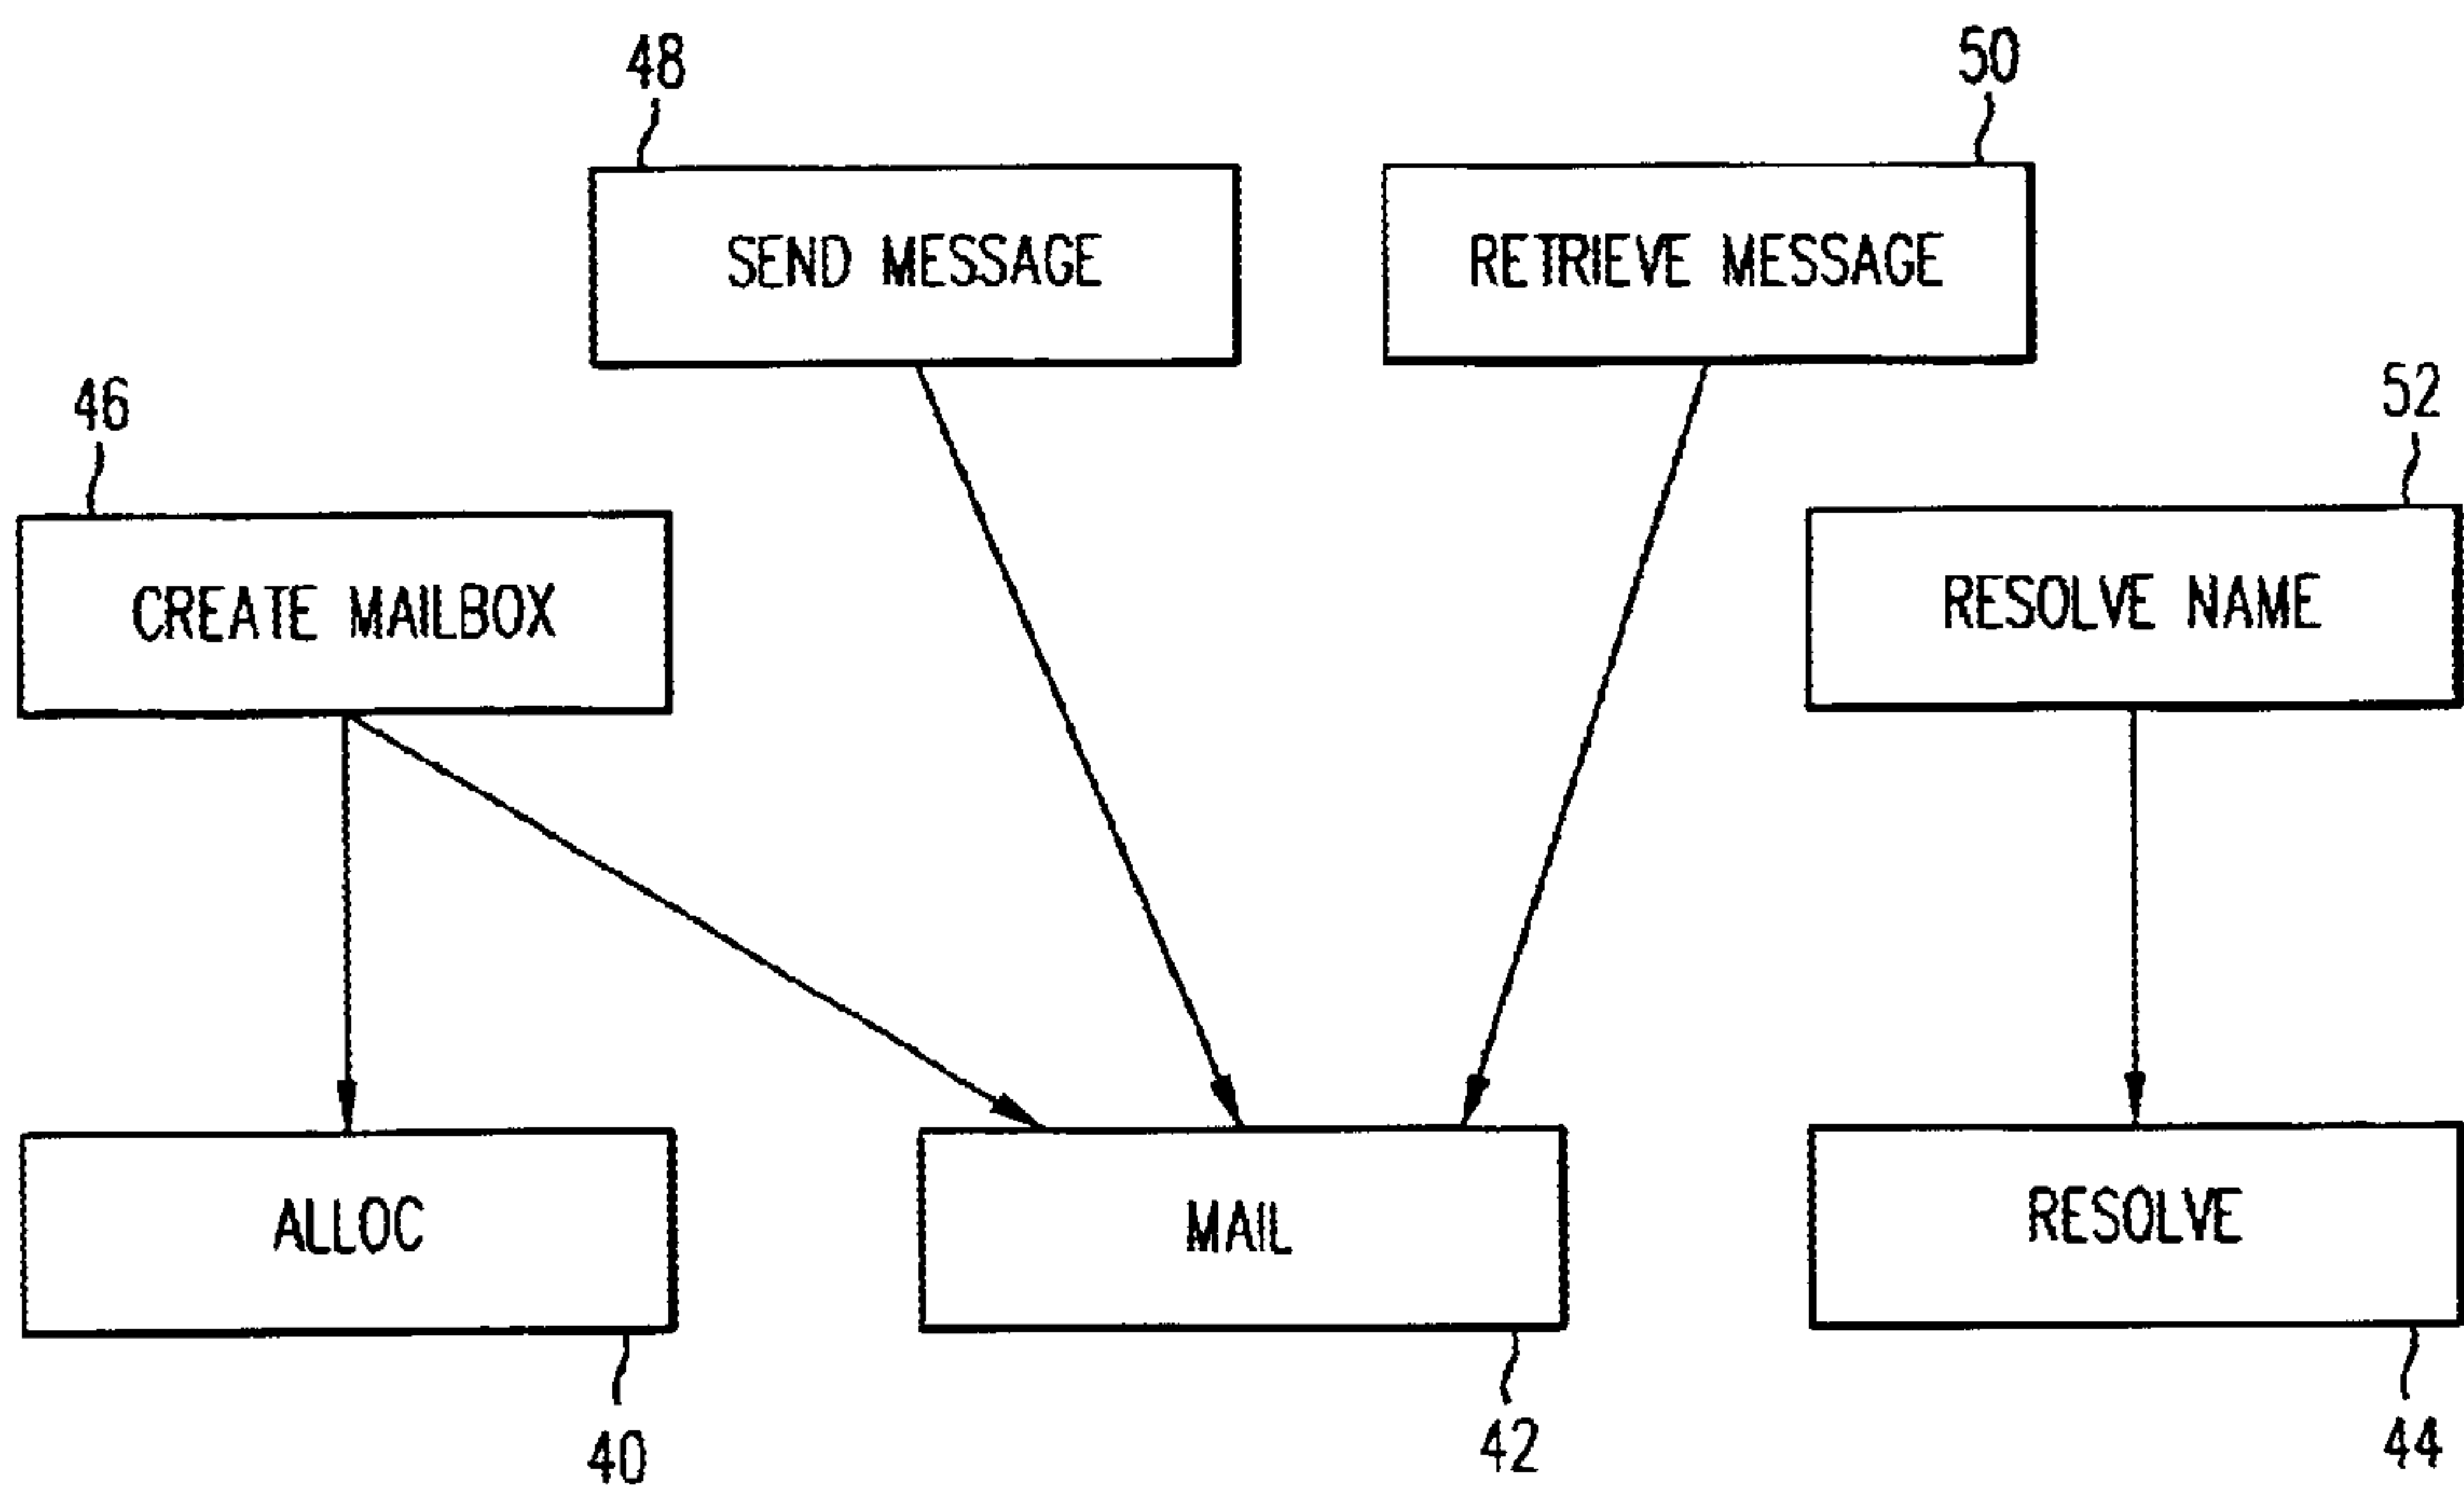 48
50
SEND MESSAGE
RETRIEVE MESSAGE
46
52
CREATE MAILBOX
RESOLVE NAME
ALLOC
MAIL
RESOLVE
40
42
44